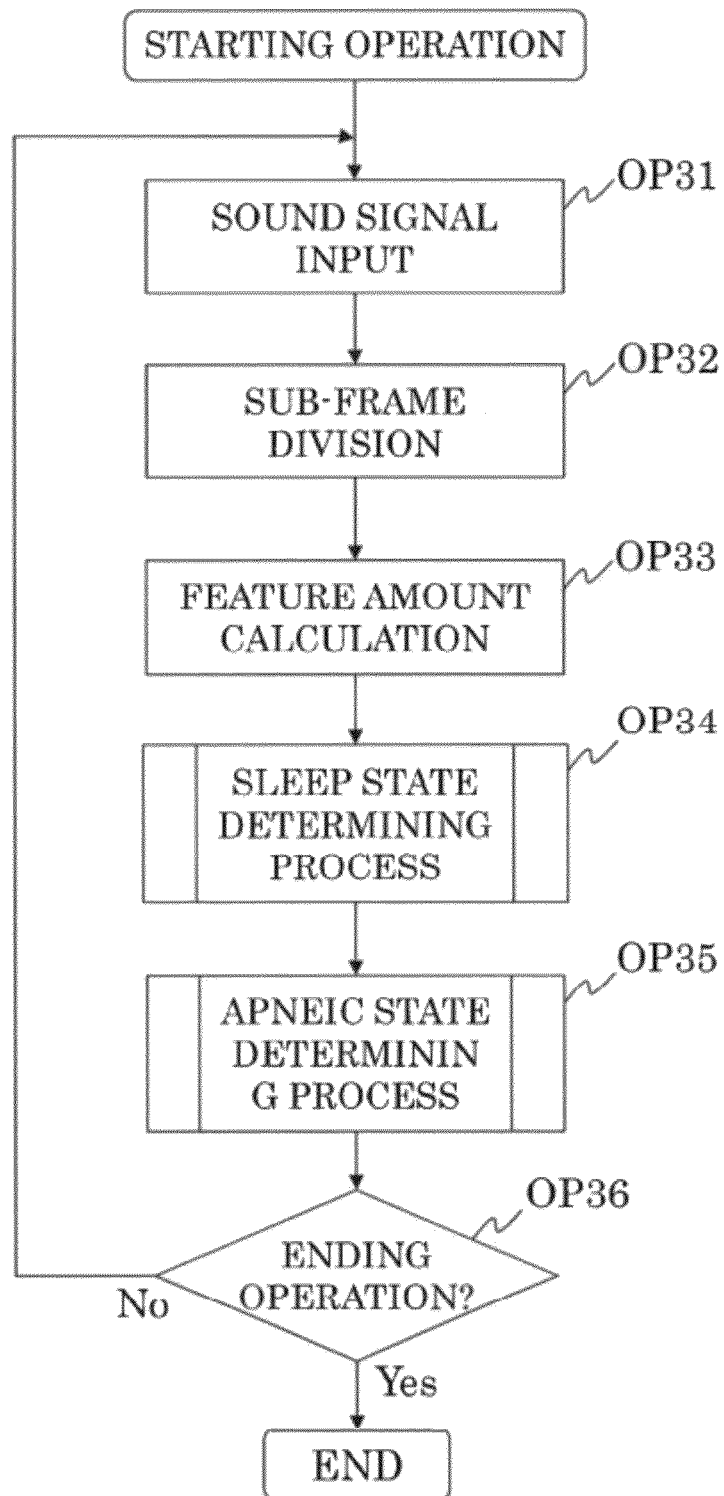 STARTING OPERATION
OP31
SOUND SIGNAL
INPUT
OP32
SUB-FRAME
DIVISION
OP33
FEATURE AMOUNT
CALCULATION
OP34
SLEEP STATE
DETERMINING
PROCESS
OP35
APNEIC STATE
DETERMININ
G PROCESS
OP36
ENDING
OPERATION?
No
Yes
END